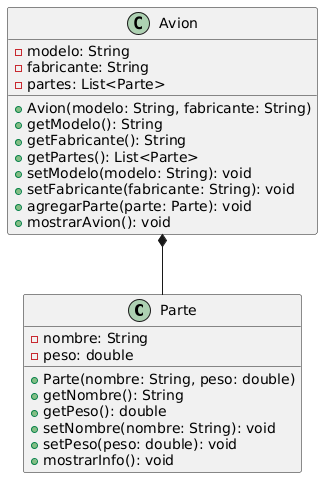 C Avion
modelo: String
fabricante: String
partes: List<Parte>
Avion(modelo: String, fabricante: String)
getModelo(): String
getFabricante(): String
getPartes(): List<Parte>
setModelo(modelo: String): void
setFabricante(fabricante: String): void
agregarParte(parte: Parte): void
mostrarAvion(): void
C Parte
nombre: String
peso: double
Parte(nombre: String, peso: double)
getNombre(): String
getPeso(): double
setNombre(nombre: String): void
setPeso(peso: double): void
mostrarInfo(): void